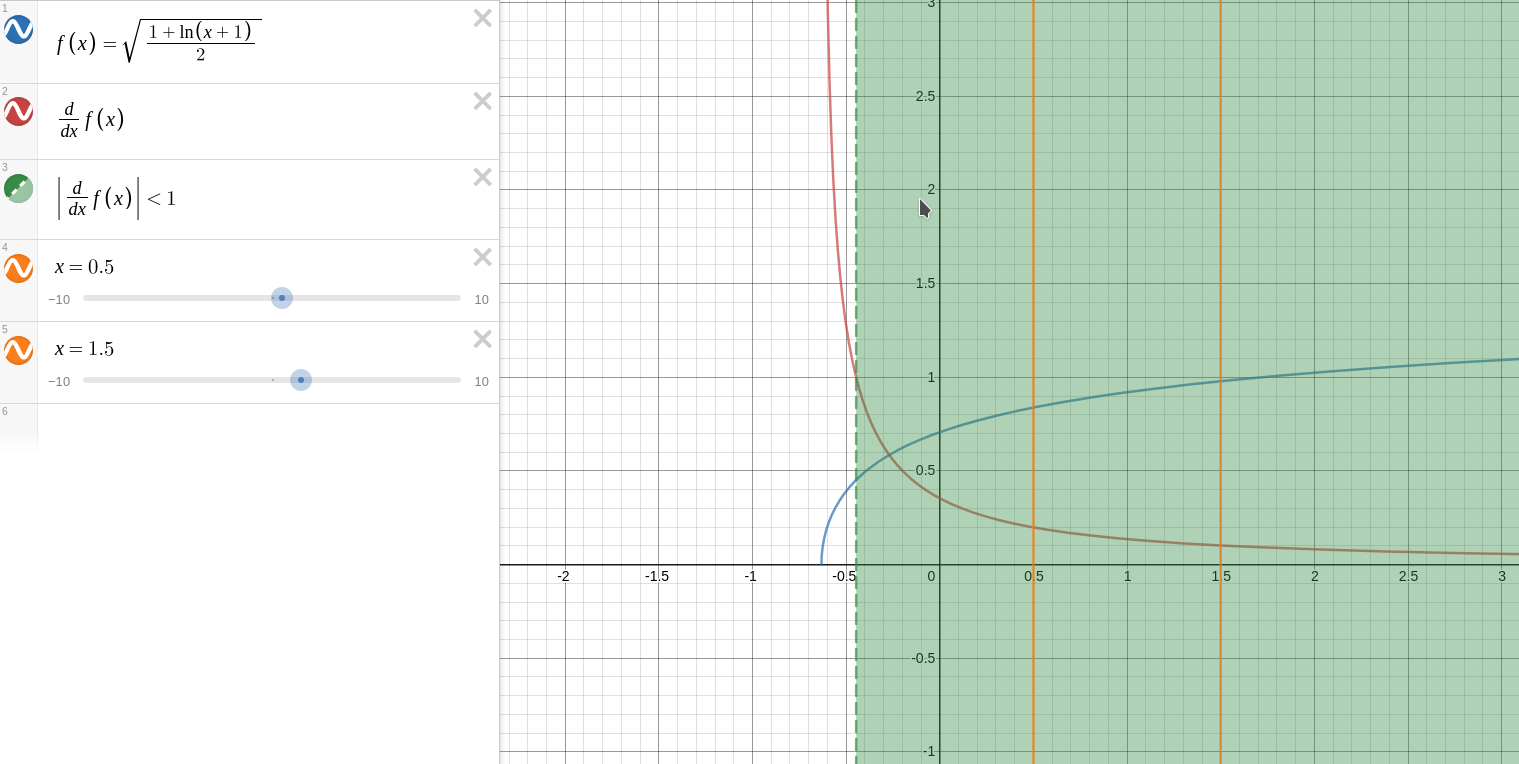 1
f(x) = √((1 + ln(x + 1))/2)
2
d/dx f(x)
3
|d/dx f(x)| < 1
4
x = 0.5
−10 10
5
x = 1.5
−10 10
6
3
2.5
2
1.5
1
0.5
-2 -1.5 -1 -0.5 0 0.5 1 1.5 2 2.5 3
-0.5
-1